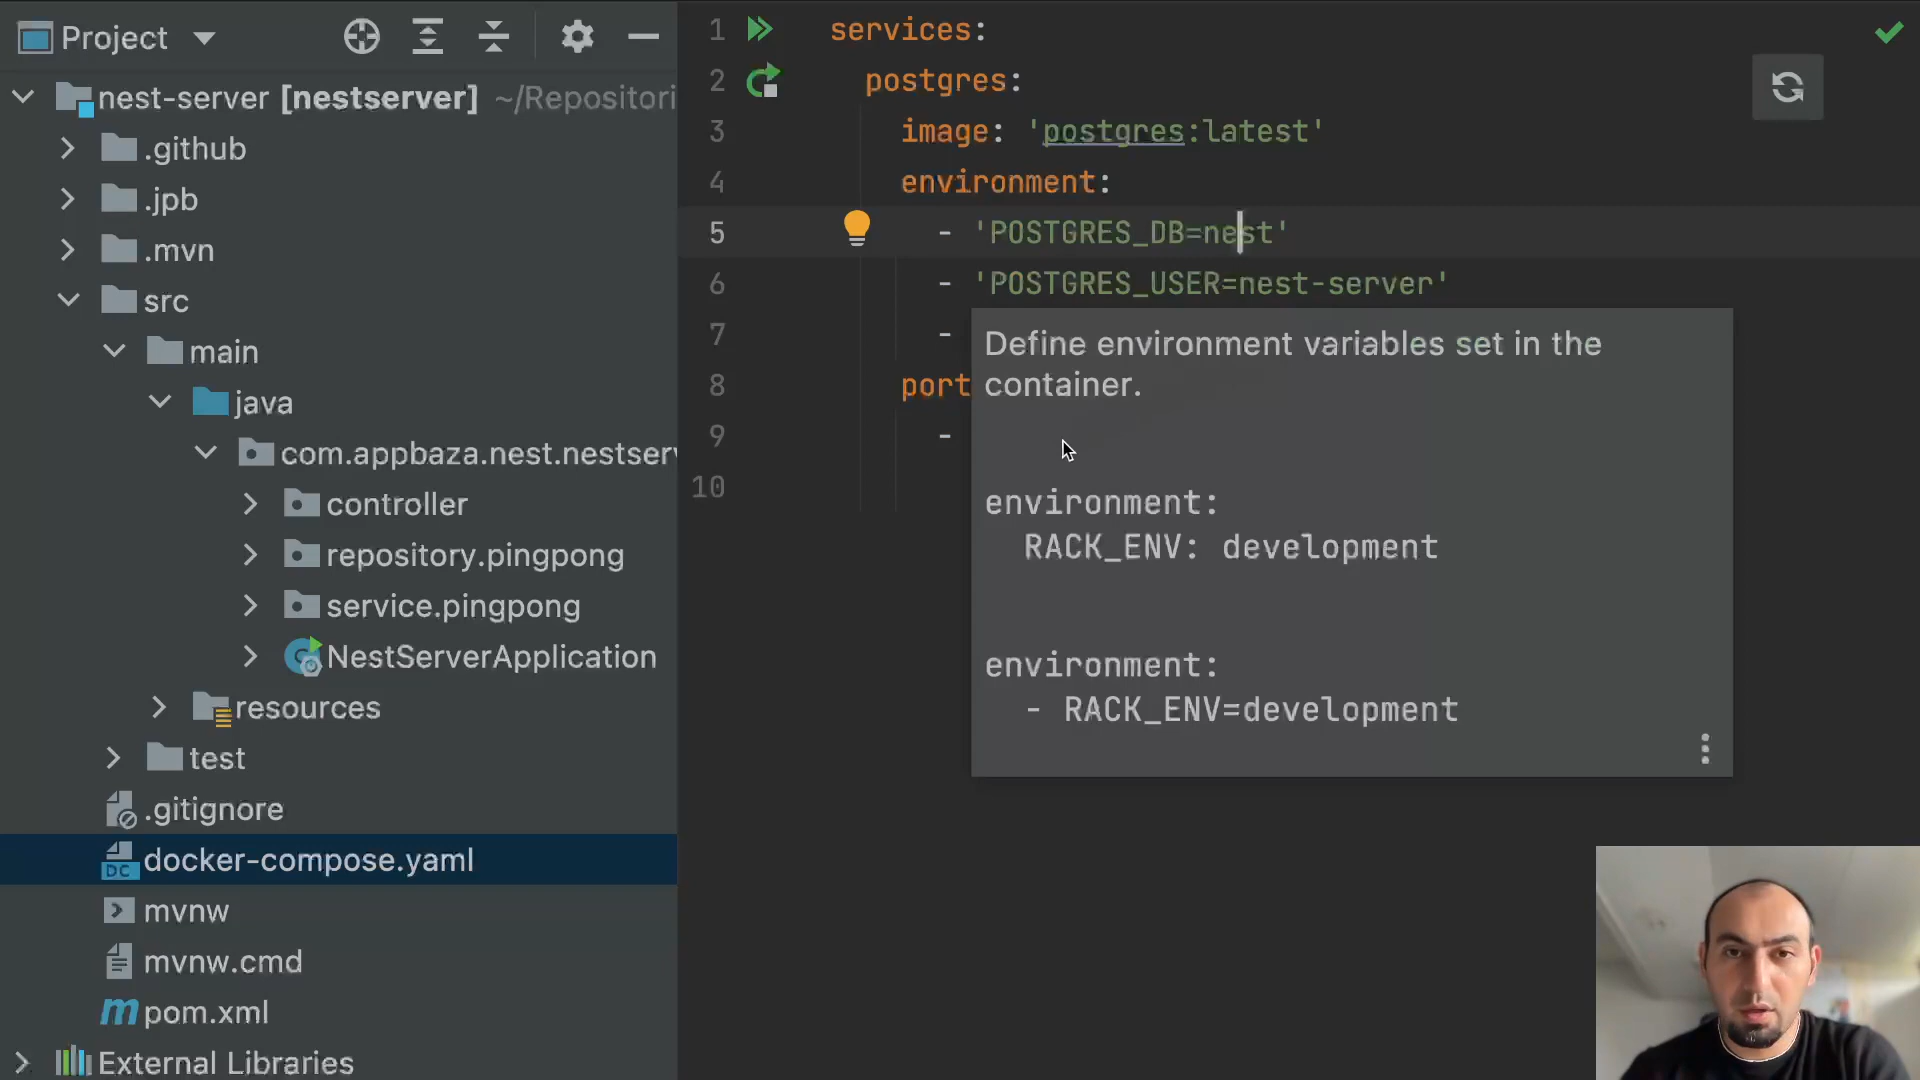 Project
nest-server [nestserver] ~/Repositori
.github
.jpb
.mvn
src
main
java
com.appbaza.nest.nestserv
controller
repository.pingpong
service.pingpong
NestServerApplication
resources
test
.gitignore
DC docker-compose.yaml
mvnw
mvnw.cmd
m pom.xml
External Libraries
1 services:
2 postgres:
3 image: 'postgres:latest'
4 environment:
5 - 'POSTGRES_DB=nest'
6 - 'POSTGRES_USER=nest-server'
7 -
8 port
9 -
10
Define environment variables set in the
container.
environment:
RACK_ENV: development
environment:
- RACK_ENV=development